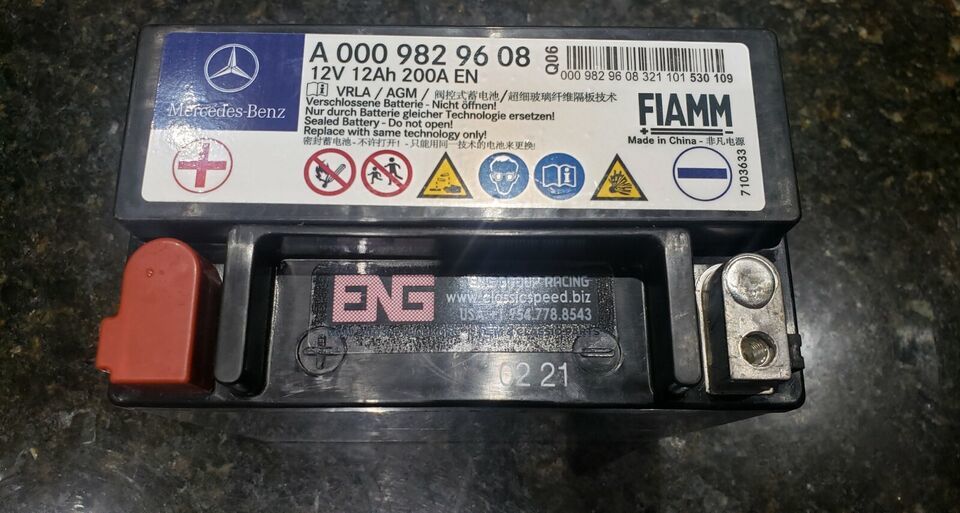 Mercedes-Benz
A 000 982 96 08
12V 12Ah 200A EN
VRLA / AGM / 阀控式蓄电池/超细玻璃纤维隔板技术
Verschlossene Batterie - Nicht öffnen!
Nur durch Batterie gleicher Technologie ersetzen!
Sealed Battery - Do not open!
Replace with same technology only!
密封蓄电池 - 不许打开! - 只能用同一技术的电池来更换!
Q06
000 982 96 08 321 101 530 109
FIAMM
Made in China - 非凡电源
7103633
ENG
ENG GROUP RACING
www.classicspeed.biz
USA +1 954.778.8543
02 21